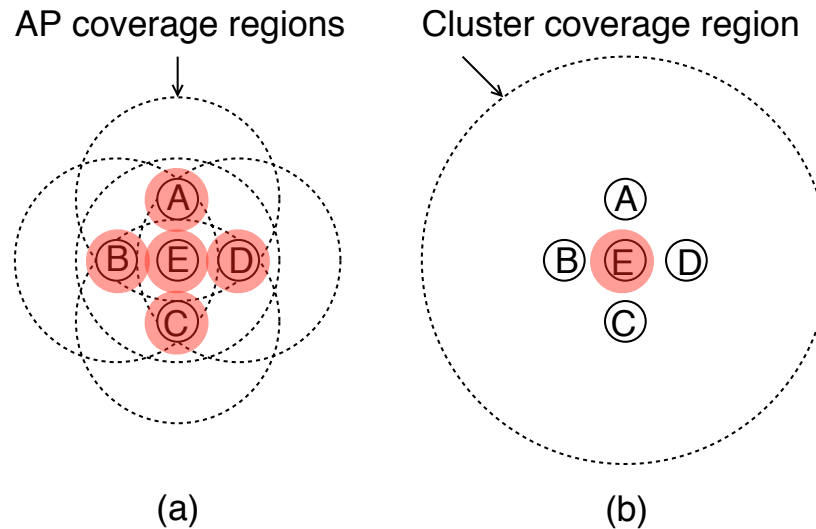 AP coverage regions
Cluster coverage region
A
B E D
C
A
B E D
C
(a)
(b)